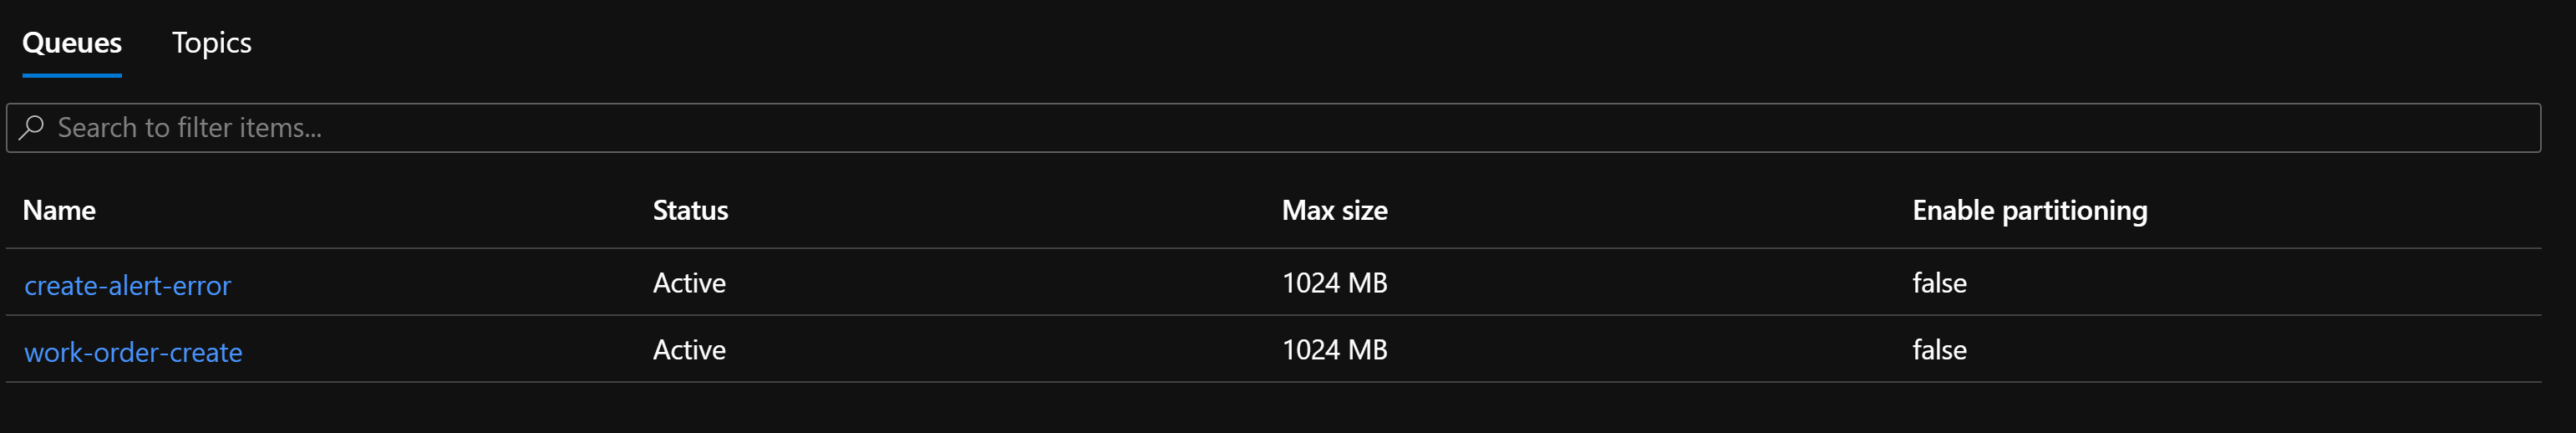 Queues Topics
Search to filter items...
Name Status Max size Enable partitioning
create-alert-error Active 1024 MB false
work-order-create Active 1024 MB false